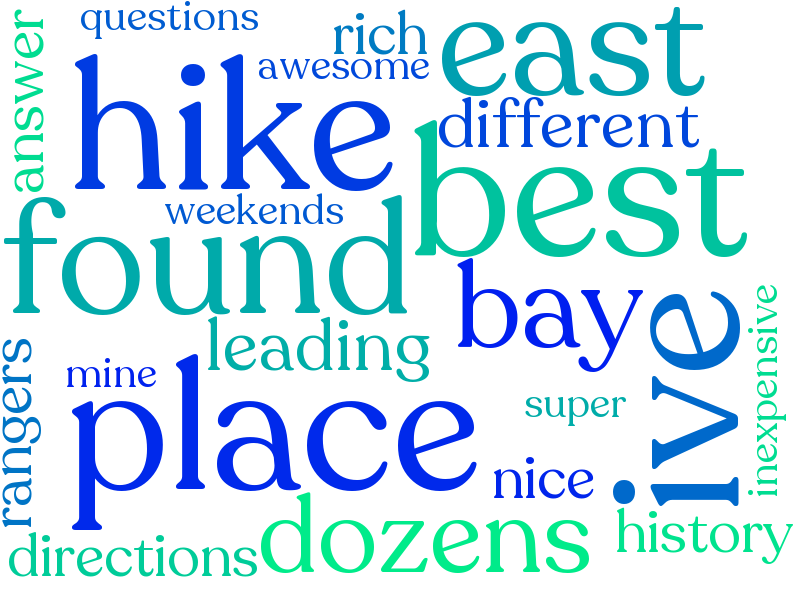 questions
rich
east
answer
awesome
hike
different
best
weekends
found
bay
leading
ive
inexpensive
rangers
mine
place
super
nice
dozens
history
directions